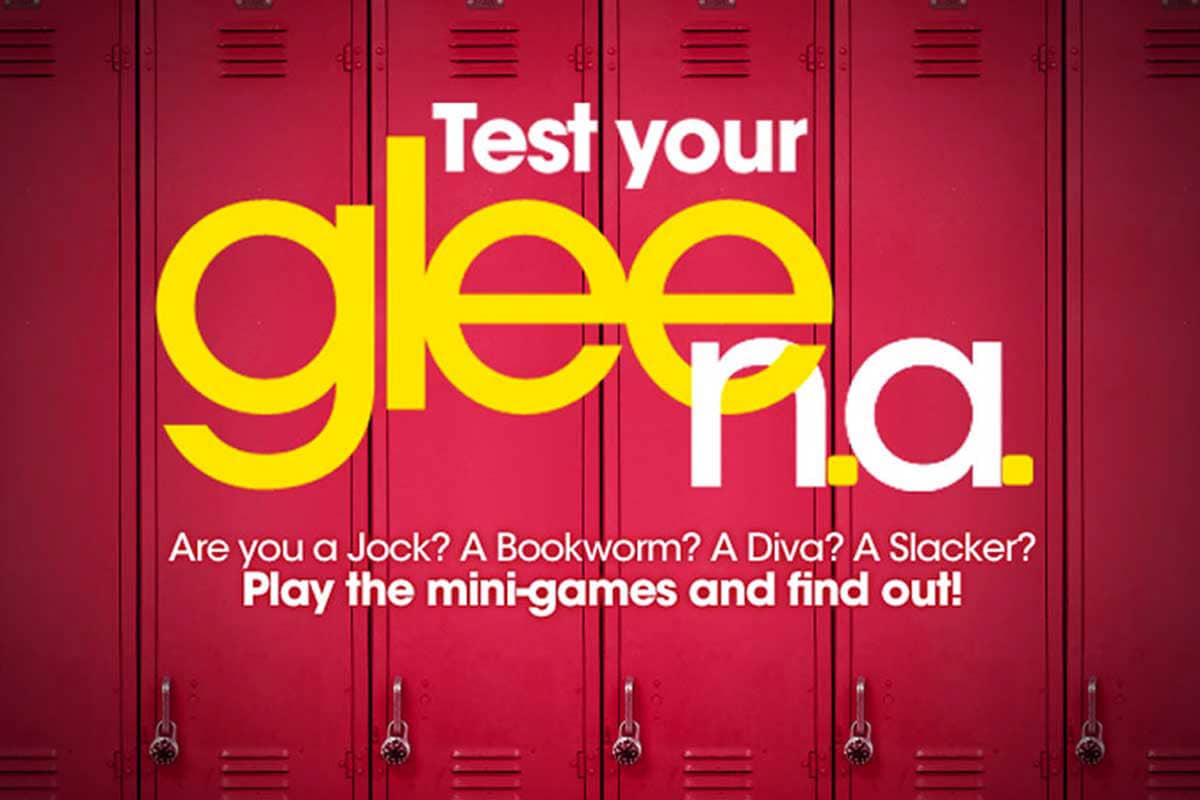 Test your
glee
n.a.
Are you a Jock? A Bookworm? A Diva? A Slacker?
Play the mini-games and find out!